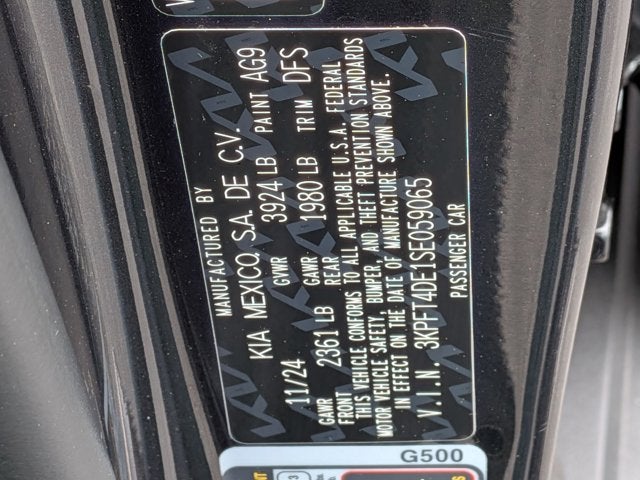 MANUFACTURED BY
KIA MEXICO, S.A. DE C.V.
11/24 GVWR 3924 LB PAINT AG9
GAWR FRONT 2361 LB GAWR REAR 1980 LB TRIM DFS
THIS VEHICLE CONFORMS TO ALL APPLICABLE U.S.A. FEDERAL
MOTOR VEHICLE SAFETY, BUMPER, AND THEFT PREVENTION STANDARDS
IN EFFECT ON THE DATE OF MANUFACTURE SHOWN ABOVE.
V.I.N. 3KPFT4DE1SE059065
PASSENGER CAR
G500